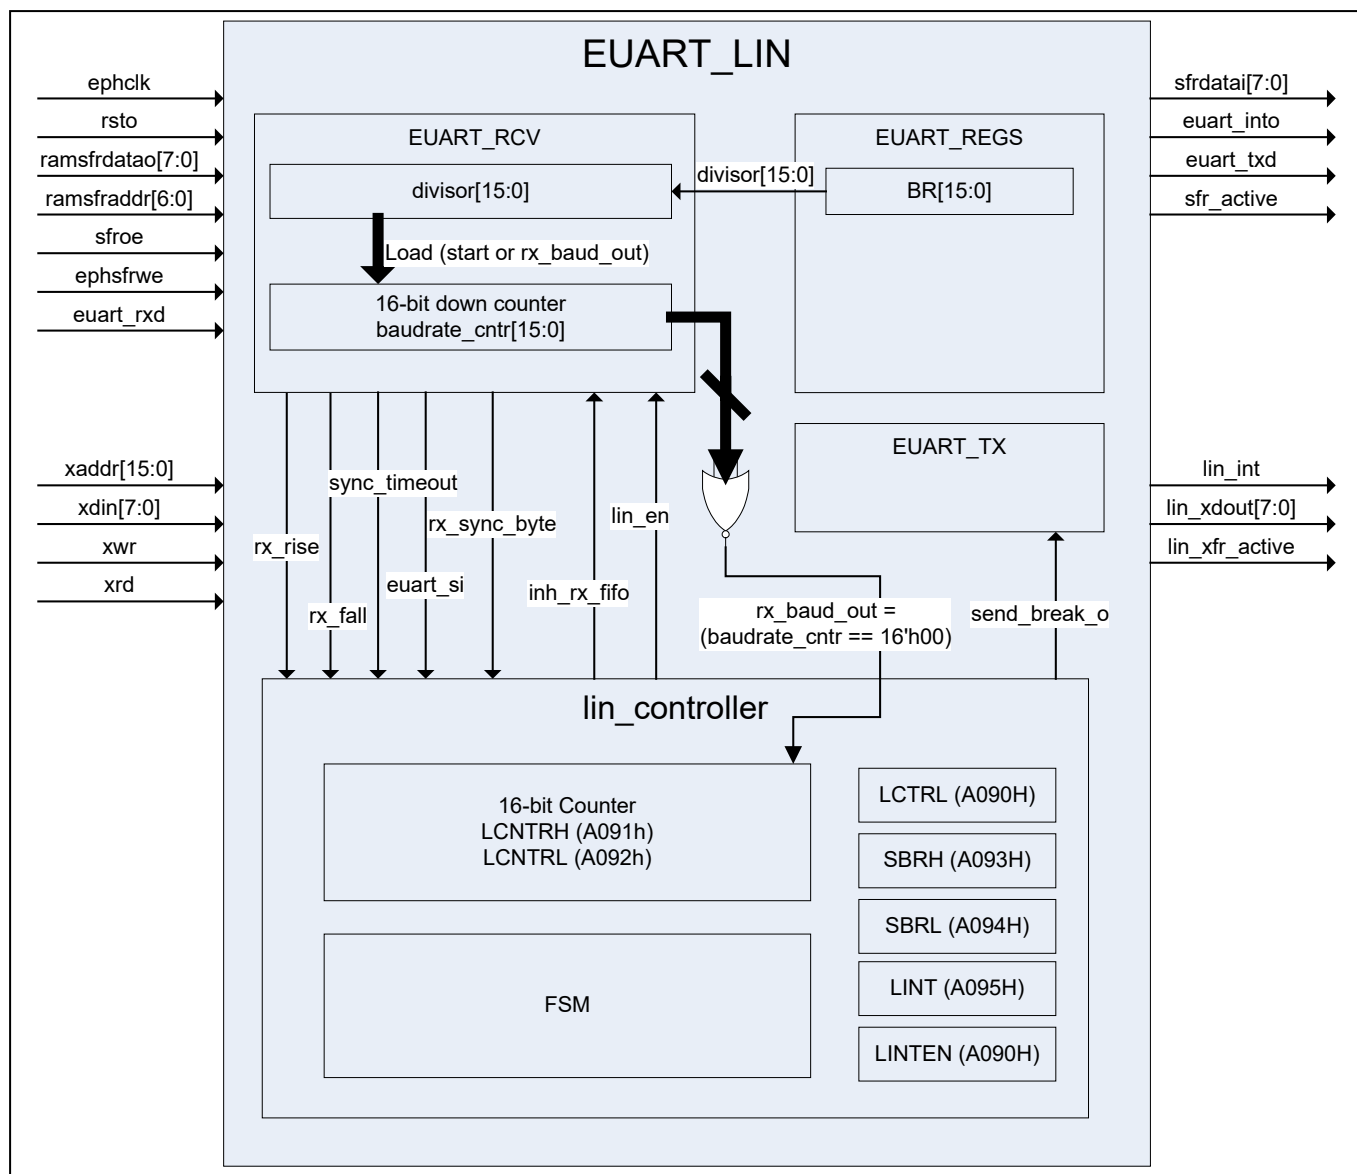 EUART_LIN
ephclk
rsto
ramsfrdatao[7:0]
ramsfraddr[6:0]
sfroe
ephsfrwe
euart_rxd
xaddr[15:0]
xdin[7:0]
xwr
xrd
EUART_RCV
divisor[15:0]
Load (start or rx_baud_out)
16-bit down counter
baudrate_cntr[15:0]
divisor[15:0]
EUART_REGS
BR[15:0]
EUART_TX
sfrdatai[7:0]
euart_into
euart_txd
sfr_active
lin_int
lin_xdout[7:0]
lin_xfr_active
rx_rise
rx_fall
sync_timeout
euart_si
rx_sync_byte
inh_rx_fifo
lin_en
rx_baud_out =
(baudrate_cntr == 16'h00)
send_break_o
lin_controller
16-bit Counter
LCNTRH (A091h)
LCNTRL (A092h)
FSM
LCTRL (A090H)
SBRH (A093H)
SBRL (A094H)
LINT (A095H)
LINTEN (A090H)